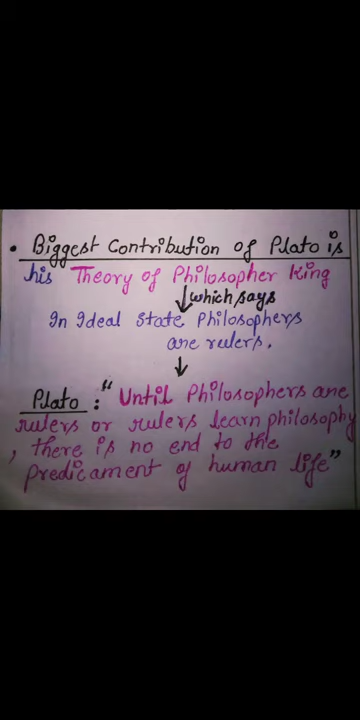 • Biggest Contribution of Plato is
his Theory of Philosopher King
which says
In Ideal State Philosophers
are rulers.
Plato : "Until Philosophers are
rulers or rulers learn philosophy
, there is no end to the
predicament of human life"